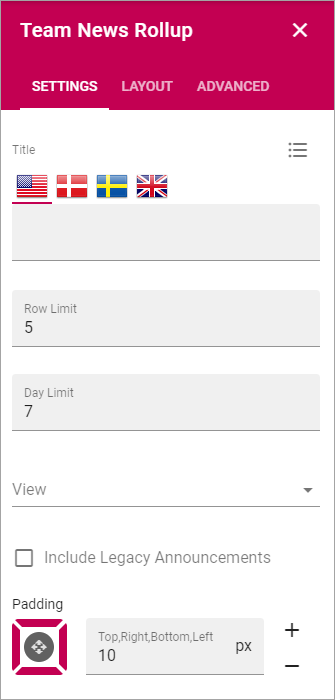 Team News Rollup
SETTINGS LAYOUT ADVANCED
Title
Row Limit
5
Day Limit
7
View
Include Legacy Announcements
Padding
Top,Right,Bottom,Left
10 px